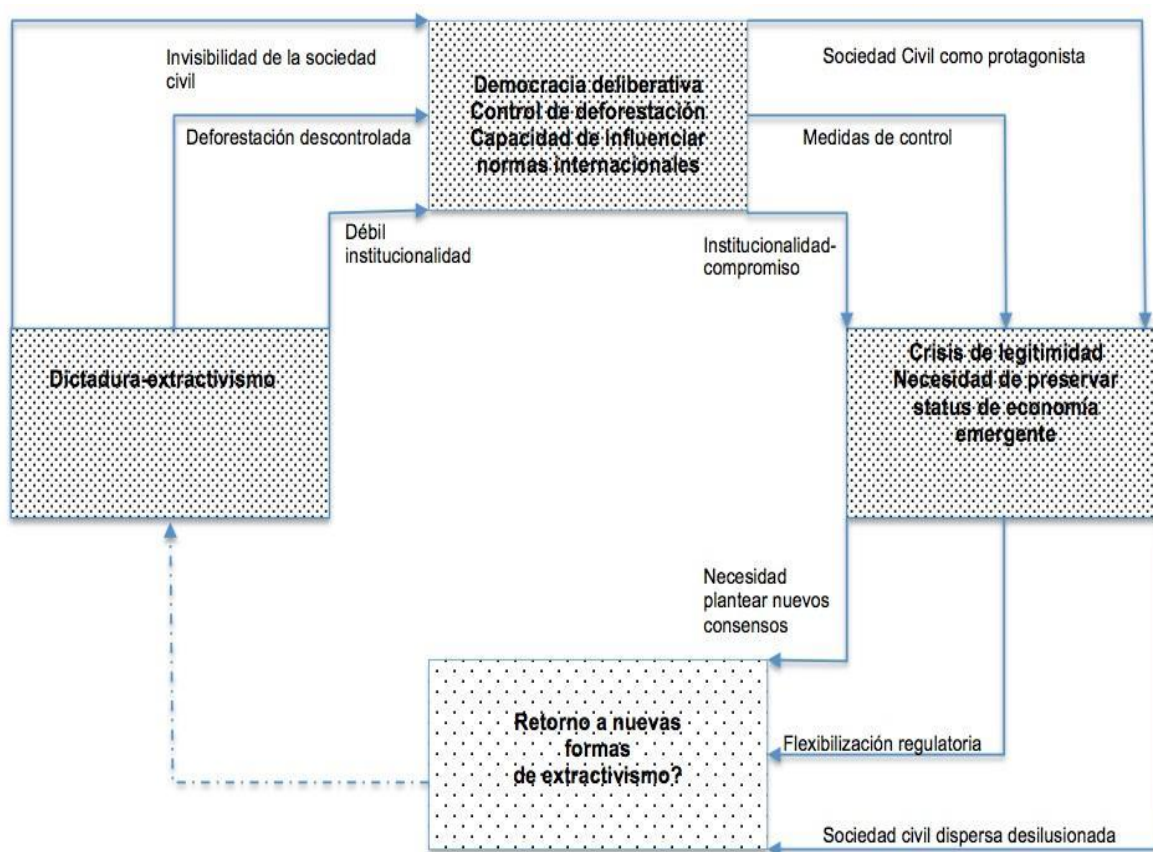 Invisibilidad de la sociedad
civil
Deforestación descontrolada
Débil
institucionalidad
Democracia deliberativa
Control de deforestación
Capacidad de influenciar
normas internacionales
Sociedad Civil como protagonista
Medidas de control
Institucionalidad-
compromiso
Dictadura-extractivismo
Crisis de legitimidad
Necesidad de preservar
status de economía
emergente
Necesidad
plantear nuevos
consensos
Retorno a nuevas
formas
de extractivismo?
Flexibilización regulatoria
Sociedad civil dispersa desilusionada